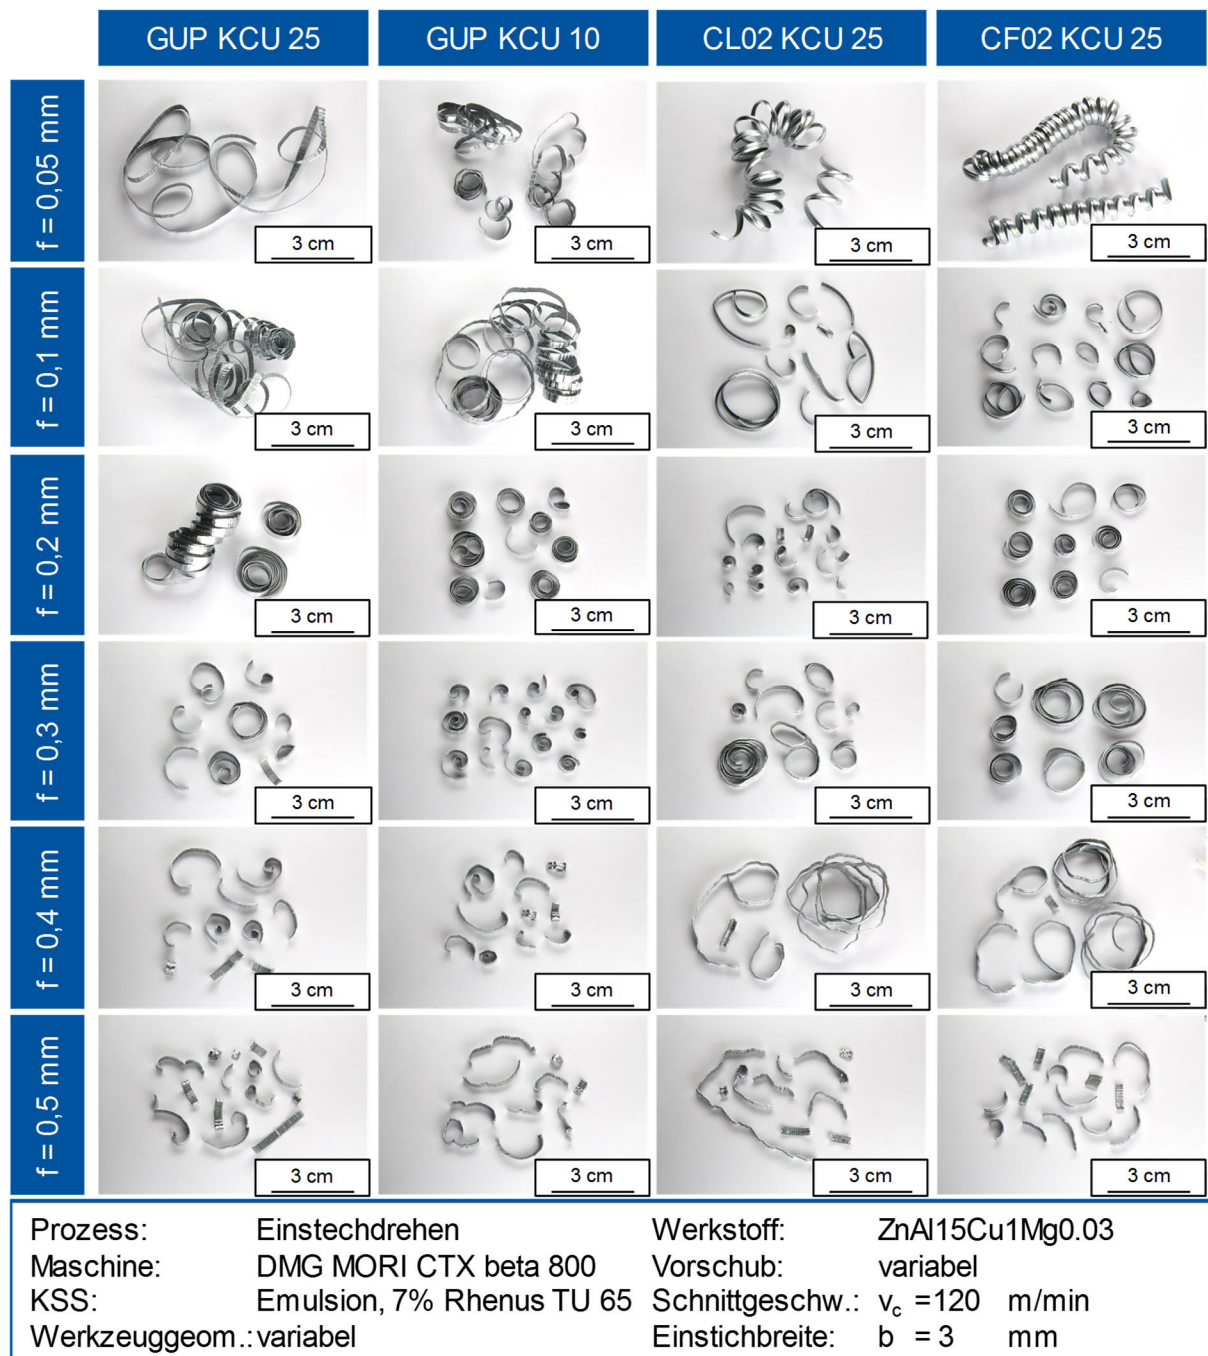 GUP KCU 25 GUP KCU 10 CL02 KCU 25 CF02 KCU 25
f = 0,05 mm
3 cm 3 cm 3 cm 3 cm
f = 0,1 mm
3 cm 3 cm 3 cm 3 cm
f = 0,2 mm
3 cm 3 cm 3 cm 3 cm
f = 0,3 mm
3 cm 3 cm 3 cm 3 cm
f = 0,4 mm
3 cm 3 cm 3 cm 3 cm
f = 0,5 mm
3 cm 3 cm 3 cm 3 cm
Prozess: Einstechdrehen Werkstoff: ZnAl15Cu1Mg0.03
Maschine: DMG MORI CTX beta 800 Vorschub: variabel
KSS: Emulsion, 7% Rhenus TU 65 Schnittgeschw.: vc =120 m/min
Werkzeuggeom.: variabel Einstichbreite: b = 3 mm